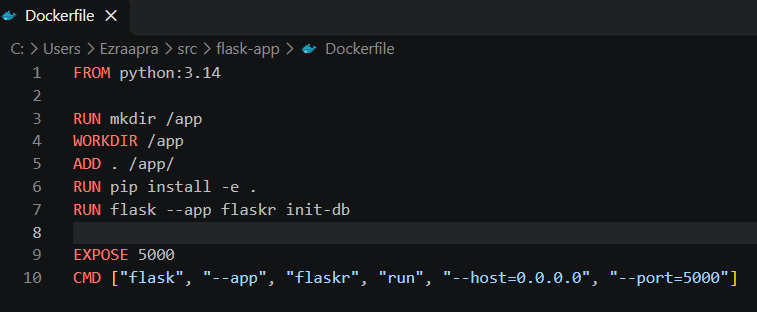 Dockerfile
C: > Users > Ezraapra > src > flask-app > Dockerfile
1 FROM python:3.14
2
3 RUN mkdir /app
4 WORKDIR /app
5 ADD . /app/
6 RUN pip install -e .
7 RUN flask --app flaskr init-db
8
9 EXPOSE 5000
10 CMD ["flask", "--app", "flaskr", "run", "--host=0.0.0.0", "--port=5000"]